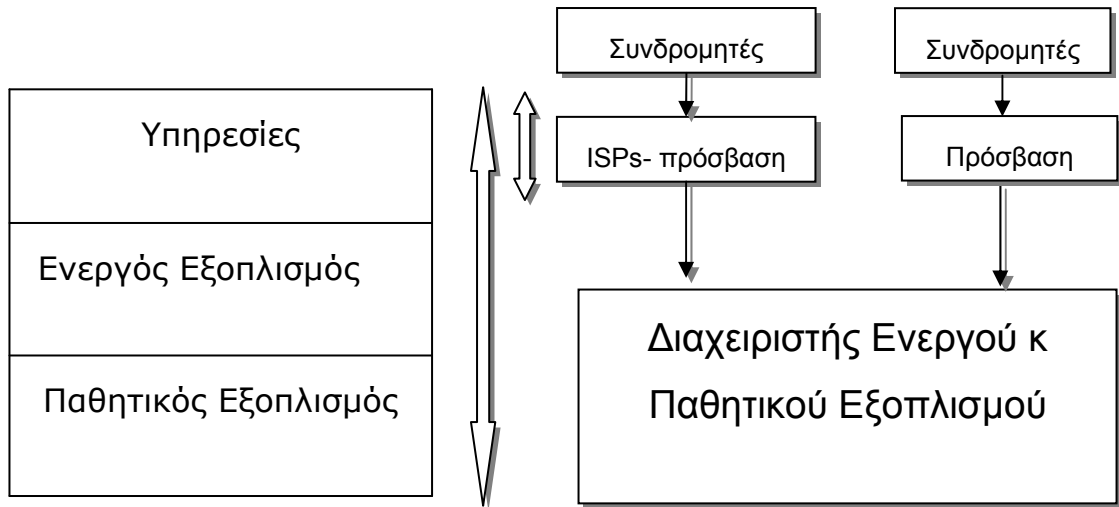 Υπηρεσίες
Ενεργός Εξοπλισμός
Παθητικός Εξοπλισμός
Συνδρομητές
ISPs- πρόσβαση
Συνδρομητές
Πρόσβαση
Διαχειριστής Ενεργού κ
Παθητικού Εξοπλισμού